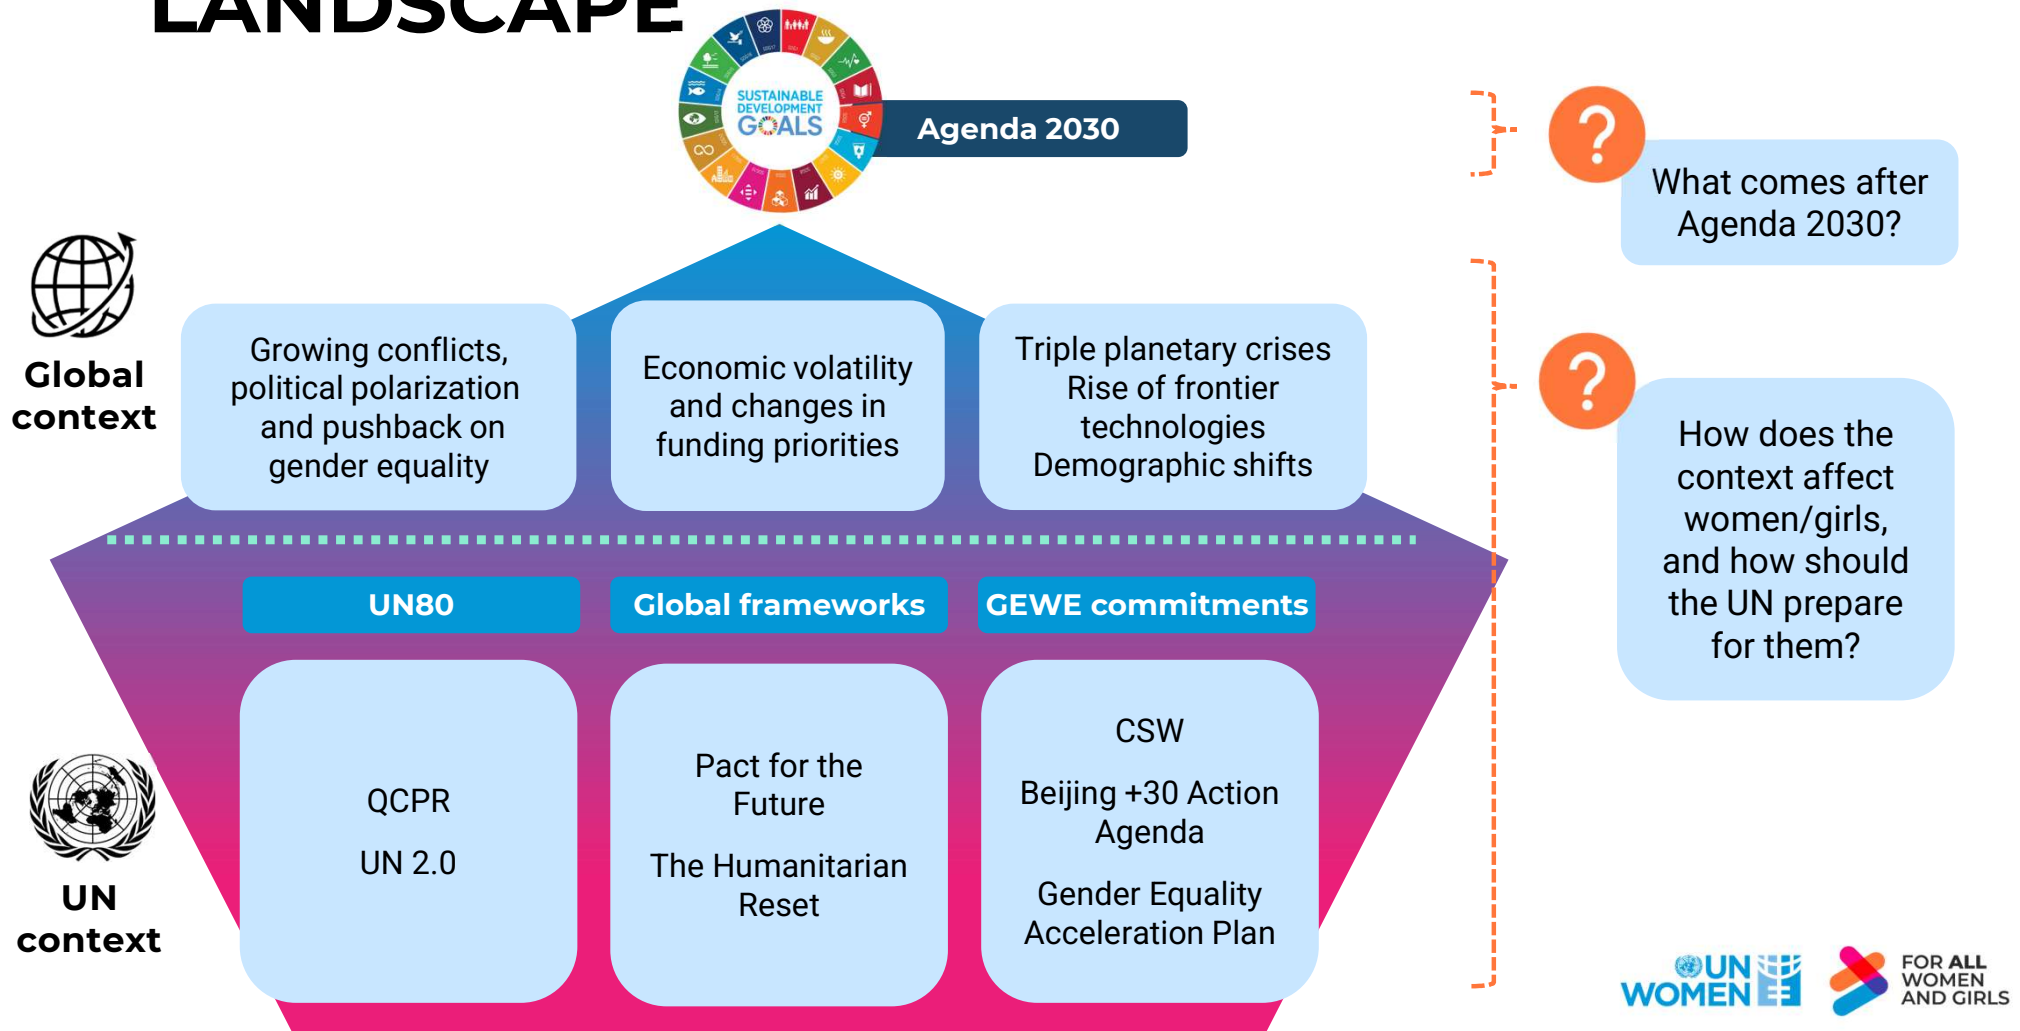 LANDSCAPE
SUSTAINABLE
DEVELOPMENT
GOALS
Agenda 2030
What comes after
Agenda 2030?
Global
context
Growing conflicts,
political polarization
and pushback on
gender equality
Economic volatility
and changes in
funding priorities
Triple planetary crises
Rise of frontier
technologies
Demographic shifts
How does the
context affect
women/girls,
and how should
the UN prepare
for them?
UN80
Global frameworks
GEWE commitments
UN
context
QCPR
UN 2.0
Pact for the
Future
The Humanitarian
Reset
CSW
Beijing +30 Action
Agenda
Gender Equality
Acceleration Plan
UN
WOMEN
FOR ALL
WOMEN
AND GIRLS